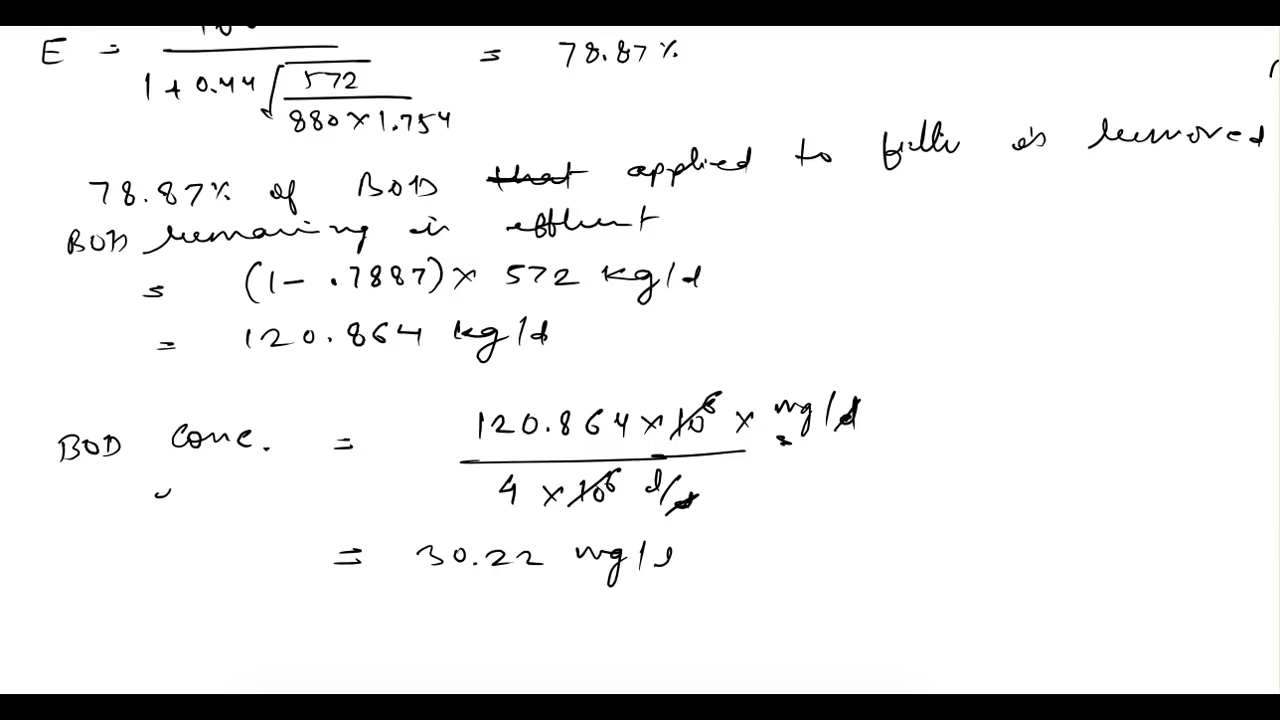 E = 1 + 0.44 √ 572 / 880 × 1.754 = 78.87 %
78.87% of BOD that applied to filter is removed
BOD remaining in effluent
= (1 - .7887) × 572 kg/d
= 120.864 kg/d
BOD conc. = 120.864 × 10⁶ × mg/d
4 × 10⁶ l/d
= 30.22 mg/l